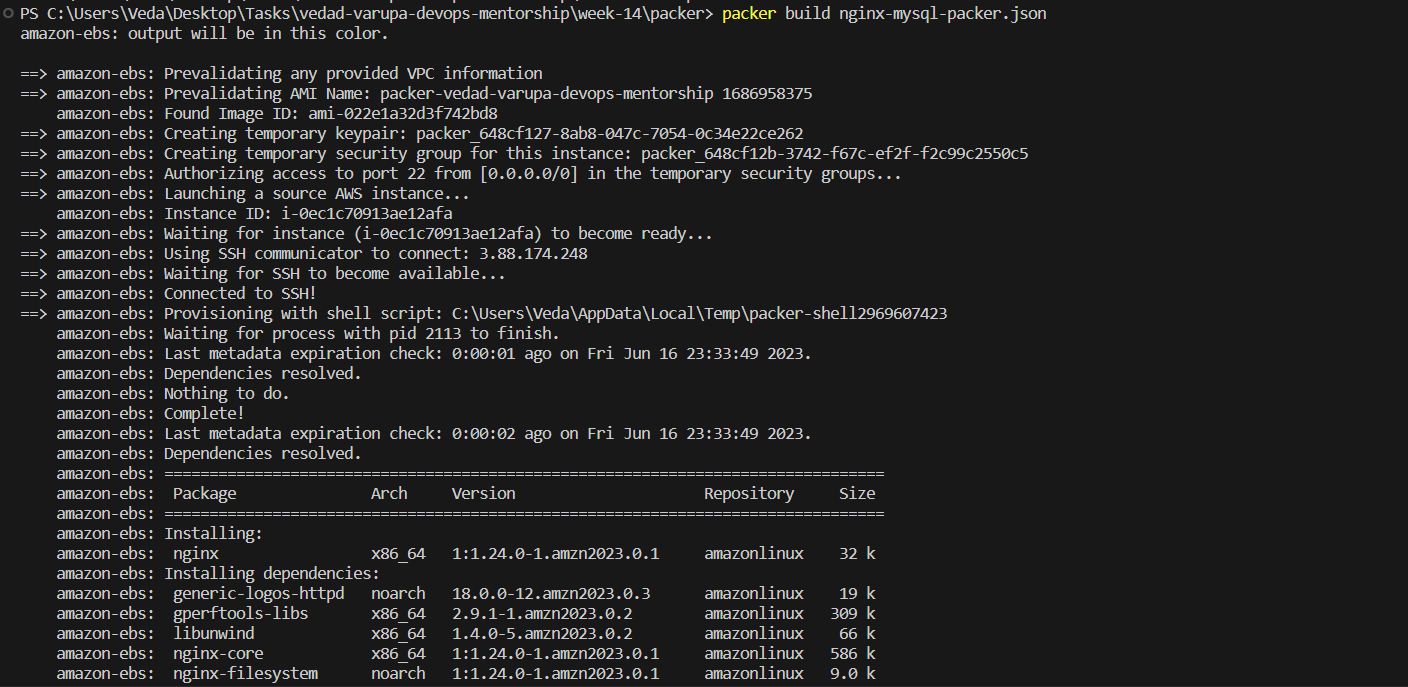 PS C:\Users\Veda\Desktop\Tasks\vedad-varupa-devops-mentorship\week-14\packer> packer build nginx-mysql-packer.json
amazon-ebs: output will be in this color.
==> amazon-ebs: Prevalidating any provided VPC information
==> amazon-ebs: Prevalidating AMI Name: packer-vedad-varupa-devops-mentorship 1686958375
amazon-ebs: Found Image ID: ami-022e1a32d3f742bd8
==> amazon-ebs: Creating temporary keypair: packer_648cf127-8ab8-047c-7054-0c34e22ce262
==> amazon-ebs: Creating temporary security group for this instance: packer_648cf12b-3742-f67c-ef2f-f2c99c2550c5
==> amazon-ebs: Authorizing access to port 22 from [0.0.0.0/0] in the temporary security groups...
==> amazon-ebs: Launching a source AWS instance...
amazon-ebs: Instance ID: i-0ec1c70913ae12afa
==> amazon-ebs: Waiting for instance (i-0ec1c70913ae12afa) to become ready...
==> amazon-ebs: Using SSH communicator to connect: 3.88.174.248
==> amazon-ebs: Waiting for SSH to become available...
==> amazon-ebs: Connected to SSH!
==> amazon-ebs: Provisioning with shell script: C:\Users\Veda\AppData\Local\Temp\packer-shell2969607423
amazon-ebs: Waiting for process with pid 2113 to finish.
amazon-ebs: Last metadata expiration check: 0:00:01 ago on Fri Jun 16 23:33:49 2023.
amazon-ebs: Dependencies resolved.
amazon-ebs: Nothing to do.
amazon-ebs: Complete!
amazon-ebs: Last metadata expiration check: 0:00:02 ago on Fri Jun 16 23:33:49 2023.
amazon-ebs: Dependencies resolved.
amazon-ebs: ================================================================================
amazon-ebs: Package Arch Version Repository Size
amazon-ebs: ================================================================================
amazon-ebs: Installing:
amazon-ebs: nginx x86_64 1:1.24.0-1.amzn2023.0.1 amazonlinux 32 k
amazon-ebs: Installing dependencies:
amazon-ebs: generic-logos-httpd noarch 18.0.0-12.amzn2023.0.3 amazonlinux 19 k
amazon-ebs: gperftools-libs x86_64 2.9.1-1.amzn2023.0.2 amazonlinux 309 k
amazon-ebs: libunwind x86_64 1.4.0-5.amzn2023.0.2 amazonlinux 66 k
amazon-ebs: nginx-core x86_64 1:1.24.0-1.amzn2023.0.1 amazonlinux 586 k
amazon-ebs: nginx-filesystem noarch 1:1.24.0-1.amzn2023.0.1 amazonlinux 9.0 k